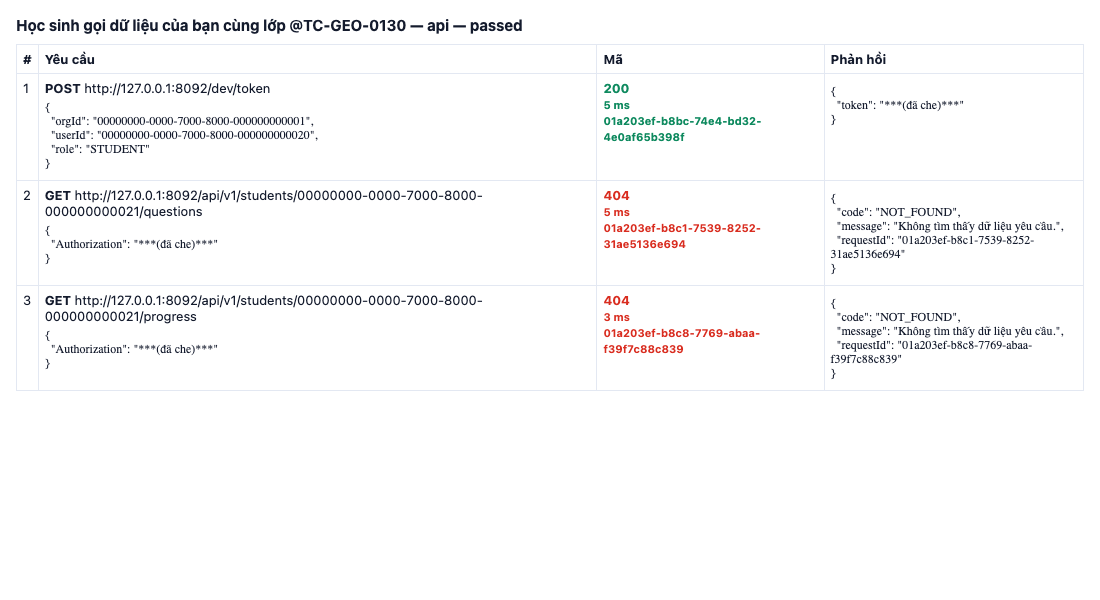 Học sinh gọi dữ liệu của bạn cùng lớp @TC-GEO-0130 — api — passed
# Yêu cầu Mã Phản hồi
1 POST http://127.0.0.1:8092/dev/token
{
"orgId": "00000000-0000-7000-8000-000000000001",
"userId": "00000000-0000-7000-8000-000000000020",
"role": "STUDENT"
}
200
5 ms
01a203ef-b8bc-74e4-bd32-
4e0af65b398f
{
"token": "***(đã che)***"
}
2 GET http://127.0.0.1:8092/api/v1/students/00000000-0000-7000-8000-
000000000021/questions
{
"Authorization": "***(đã che)***"
}
404
5 ms
01a203ef-b8c1-7539-8252-
31ae5136e694
{
"code": "NOT_FOUND",
"message": "Không tìm thấy dữ liệu yêu cầu.",
"requestId": "01a203ef-b8c1-7539-8252-
31ae5136e694"
}
3 GET http://127.0.0.1:8092/api/v1/students/00000000-0000-7000-8000-
000000000021/progress
{
"Authorization": "***(đã che)***"
}
404
3 ms
01a203ef-b8c8-7769-abaa-
f39f7c88c839
{
"code": "NOT_FOUND",
"message": "Không tìm thấy dữ liệu yêu cầu.",
"requestId": "01a203ef-b8c8-7769-abaa-
f39f7c88c839"
}